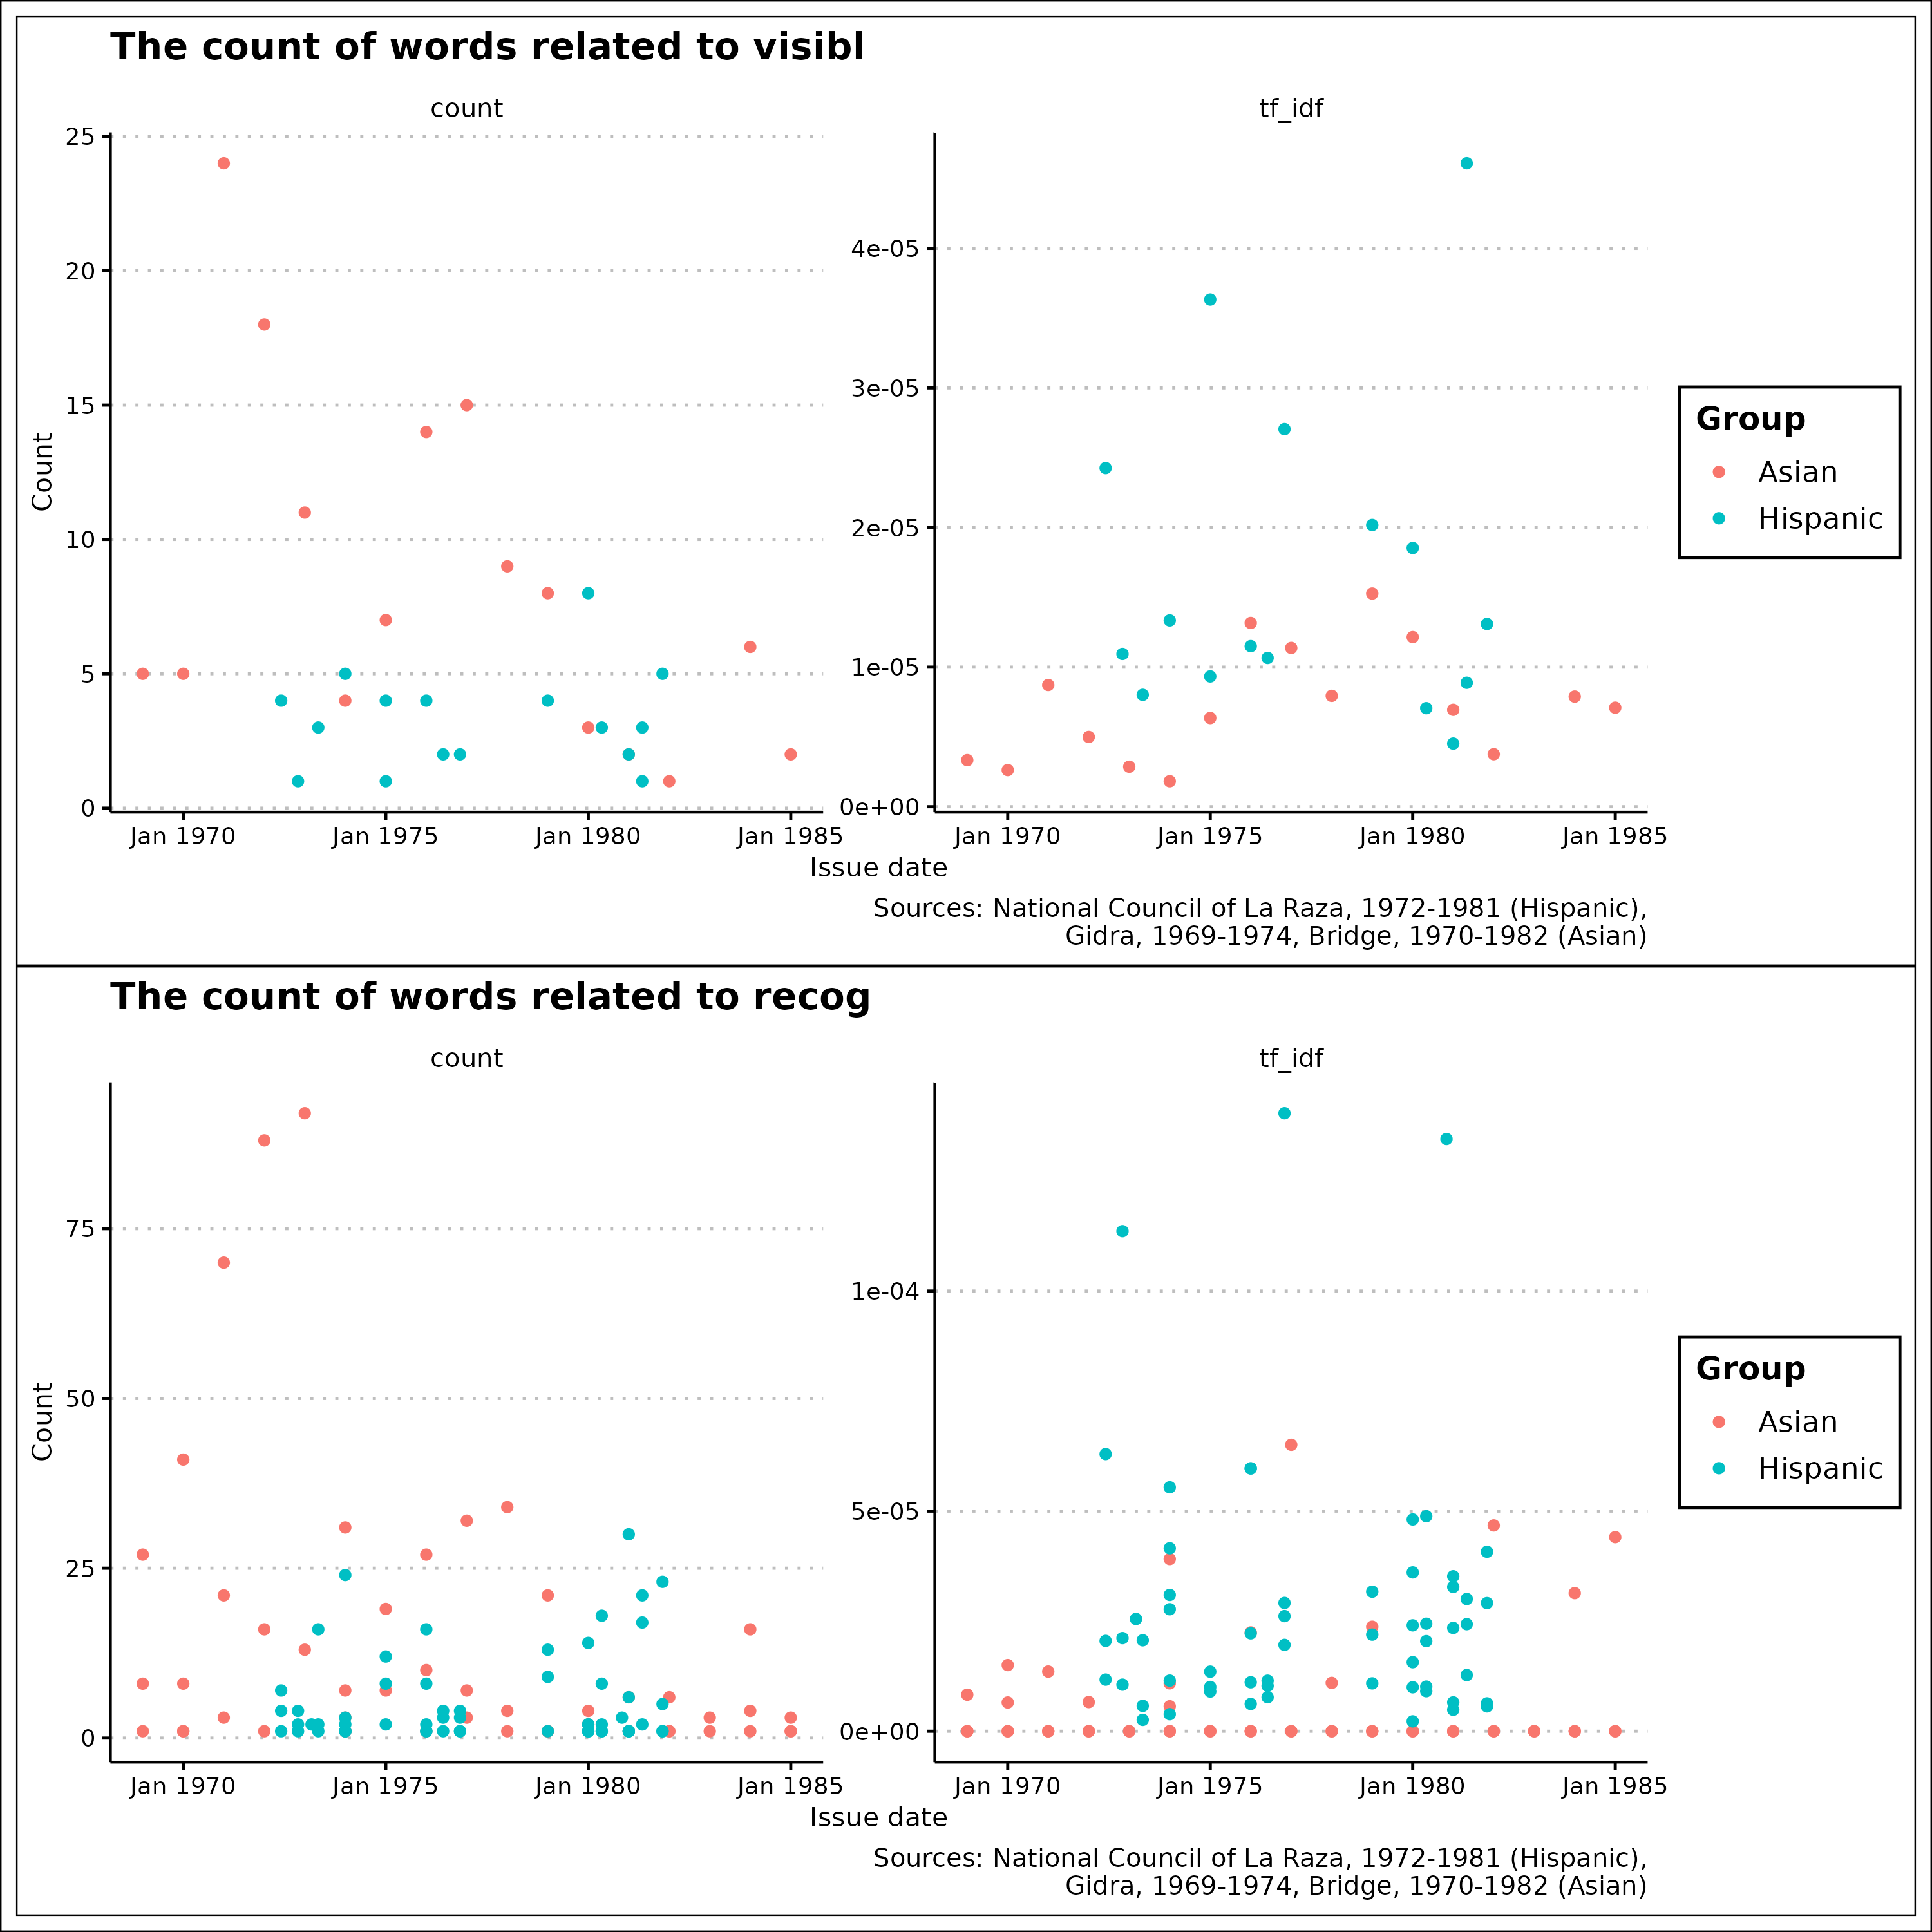 The count of words related to visibl
count
tf_idf
25
20
15
10
5
0
Count
4e-05
3e-05
2e-05
1e-05
0e+00
Jan 1970 Jan 1975 Jan 1980 Jan 1985
Jan 1970 Jan 1975 Jan 1980 Jan 1985
Issue date
Group
Asian
Hispanic
Sources: National Council of La Raza, 1972-1981 (Hispanic),
Gidra, 1969-1974, Bridge, 1970-1982 (Asian)
The count of words related to recog
count
tf_idf
75
50
25
0
Count
1e-04
5e-05
0e+00
Jan 1970 Jan 1975 Jan 1980 Jan 1985
Jan 1970 Jan 1975 Jan 1980 Jan 1985
Issue date
Group
Asian
Hispanic
Sources: National Council of La Raza, 1972-1981 (Hispanic),
Gidra, 1969-1974, Bridge, 1970-1982 (Asian)